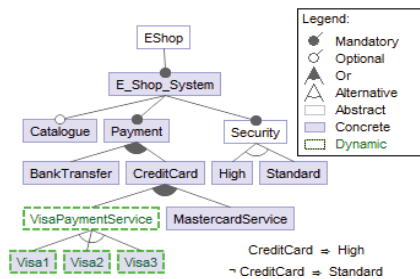 EShop
E_Shop_System
Catalogue Payment Security
BankTransfer CreditCard High Standard
VisaPaymentService MastercardService
Visa1 Visa2 Visa3
CreditCard ⇒ High
¬ CreditCard ⇒ Standard
Legend:
Mandatory
Optional
Or
Alternative
Abstract
Concrete
Dynamic